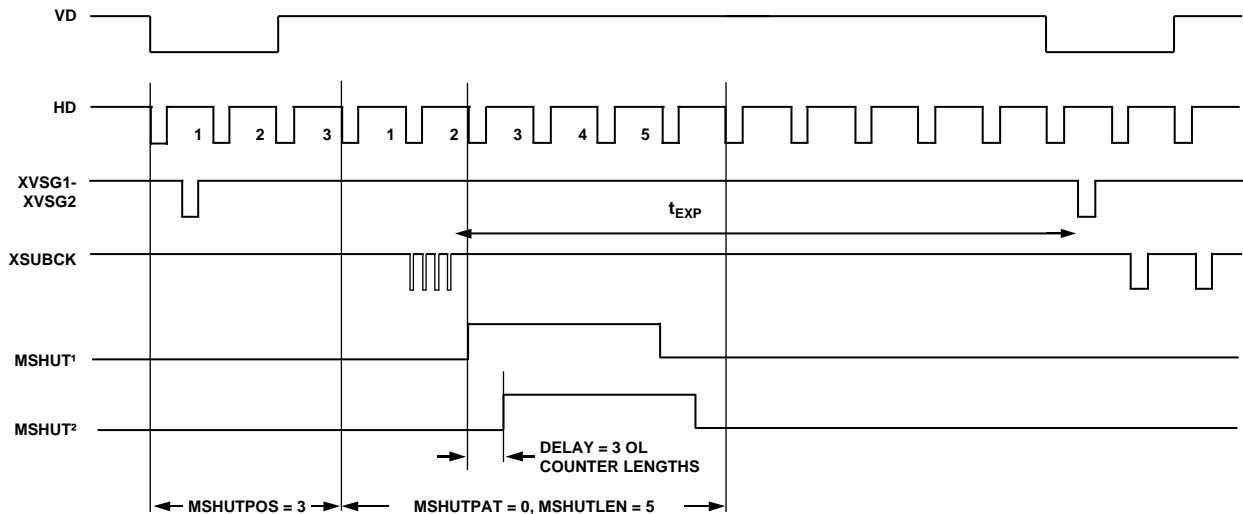 VD
HD
1 2 3 1 2 3 4 5
XVSG1-
XVSG2
tEXP
XSUBCK
MSHUT¹
MSHUT²
DELAY = 3 OL
COUNTER LENGTHS
MSHUTPOS = 3
MSHUTPAT = 0, MSHUTLEN = 5